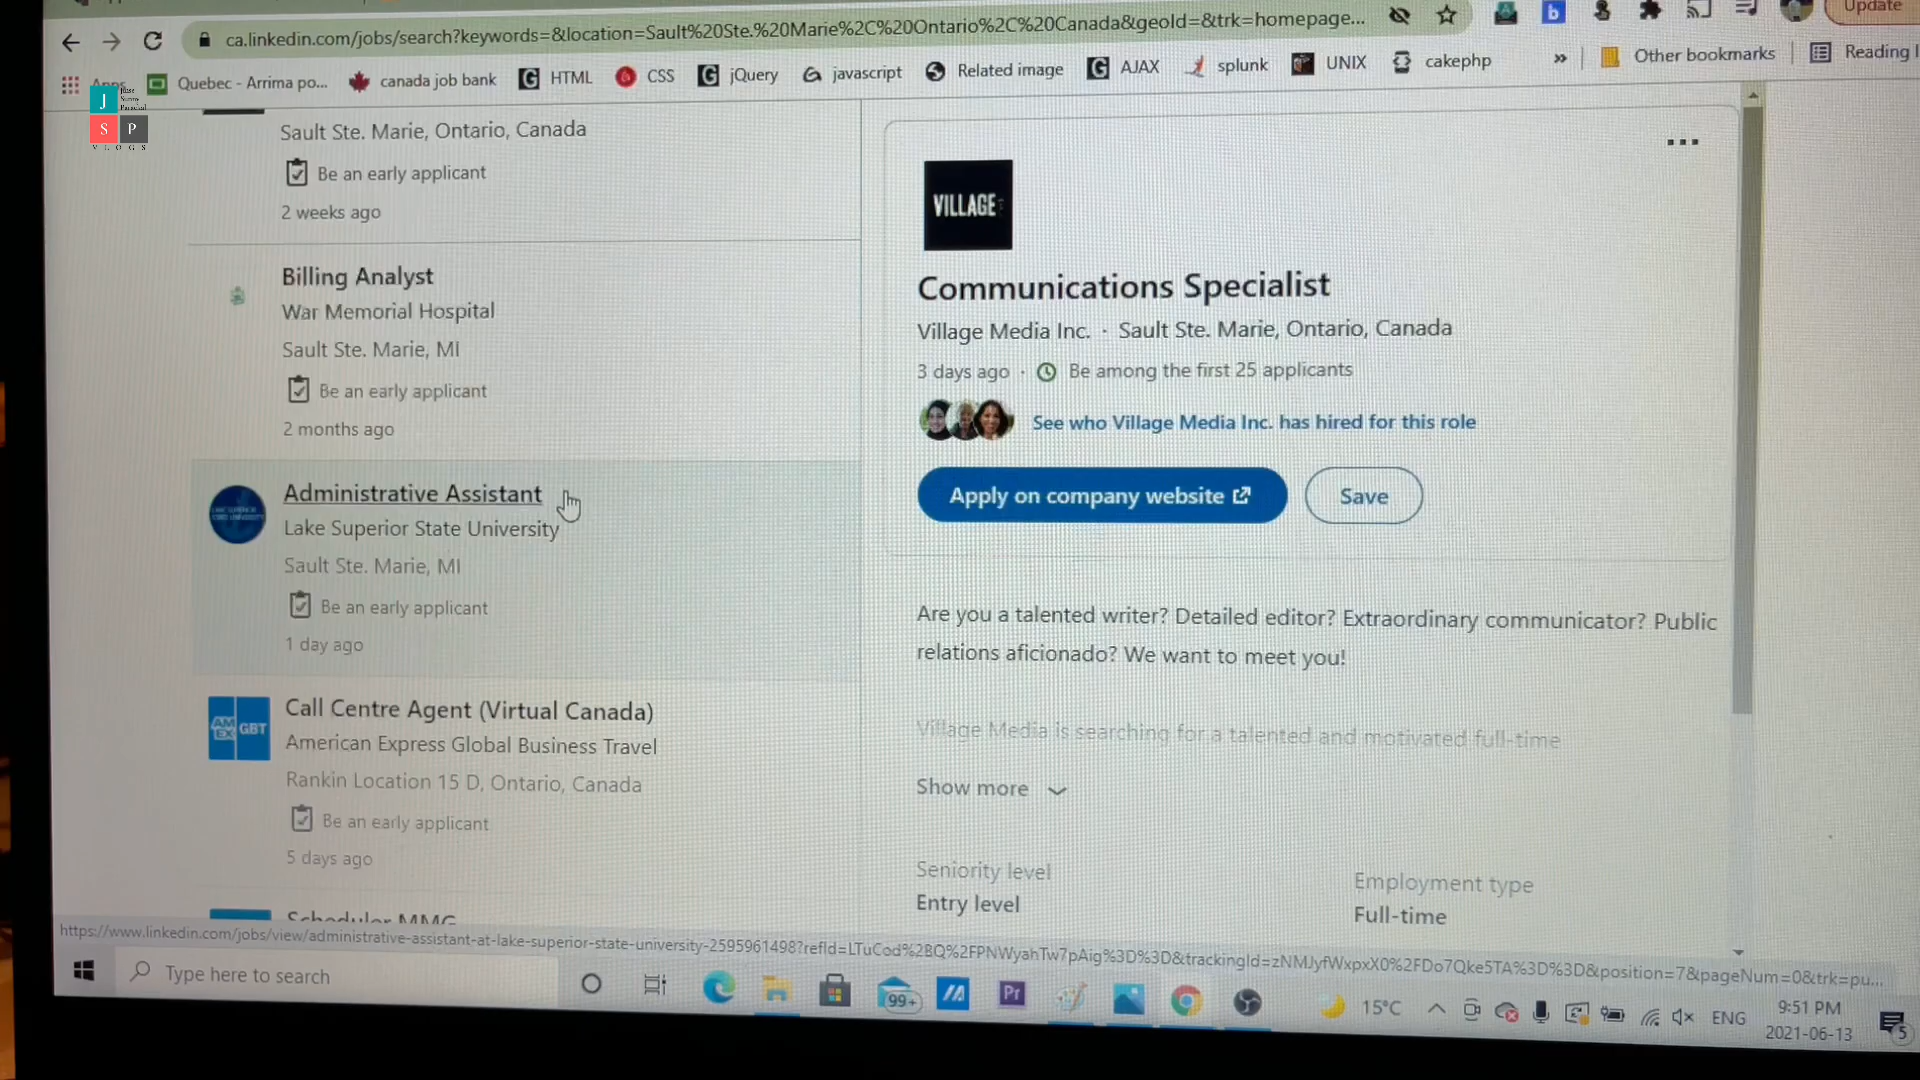 Update
ca.linkedin.com/jobs/search?keywords=&location=Sault%20Ste.%20Marie%2C%20Ontario%2C%20Canada&geoId=&trk=homepage...
Apps
Quebec - Arrima po...
canada job bank
HTML
CSS
jQuery
javascript
Related image
AJAX
splunk
UNIX
cakephp
»
Other bookmarks
Reading l
J
S P
VLOGS
Sault Ste. Marie, Ontario, Canada
Be an early applicant
2 weeks ago
Billing Analyst
War Memorial Hospital
Sault Ste. Marie, MI
Be an early applicant
2 months ago
Administrative Assistant
Lake Superior State University
Sault Ste. Marie, MI
Be an early applicant
1 day ago
AM EX GBT
Call Centre Agent (Virtual Canada)
American Express Global Business Travel
Rankin Location 15 D, Ontario, Canada
Be an early applicant
5 days ago
Scheduler MMG
VILLAGE
Communications Specialist
Village Media Inc. · Sault Ste. Marie, Ontario, Canada
3 days ago · Be among the first 25 applicants
See who Village Media Inc. has hired for this role
Apply on company website
Save
Are you a talented writer? Detailed editor? Extraordinary communicator? Public
relations aficionado? We want to meet you!
Village Media is searching for a talented and motivated full-time
Show more
Seniority level
Entry level
Employment type
Full-time
https://www.linkedin.com/jobs/view/administrative-assistant-at-lake-superior-state-university-2595961498?refId=LTuCod%2BQ%2FPNWyahTw7pAig%3D%3D&trackingId=zNMJyfWxpxX0%2FDo7Qke5TA%3D%3D&position=7&pageNum=0&trk=pu...
Type here to search
99+
Pr
15°C
ENG
9:51 PM
2021-06-13
5